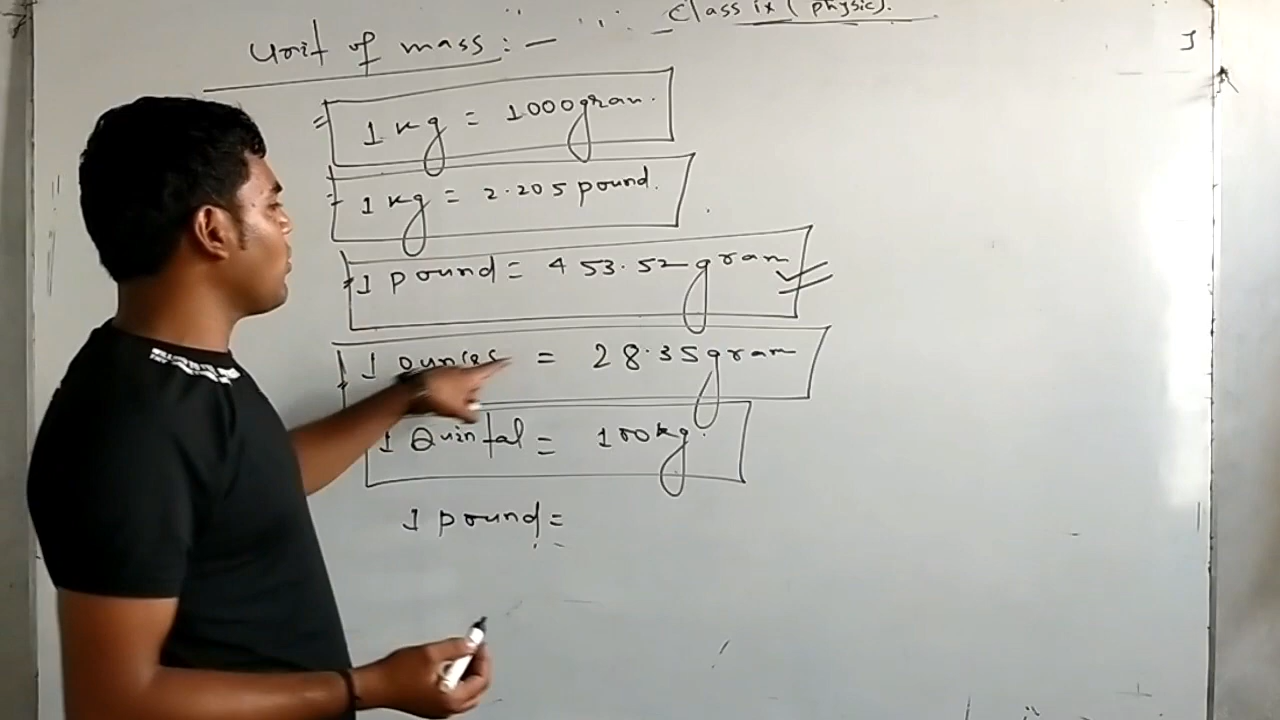 Class ix ( physic).
Unit of mass : —
1 kg = 1000 gram.
1 kg = 2.205 pound.
1 pound = 453.52 gram
1 ounces = 28.35 gram
1 Quintal = 100 kg.
1 pound =